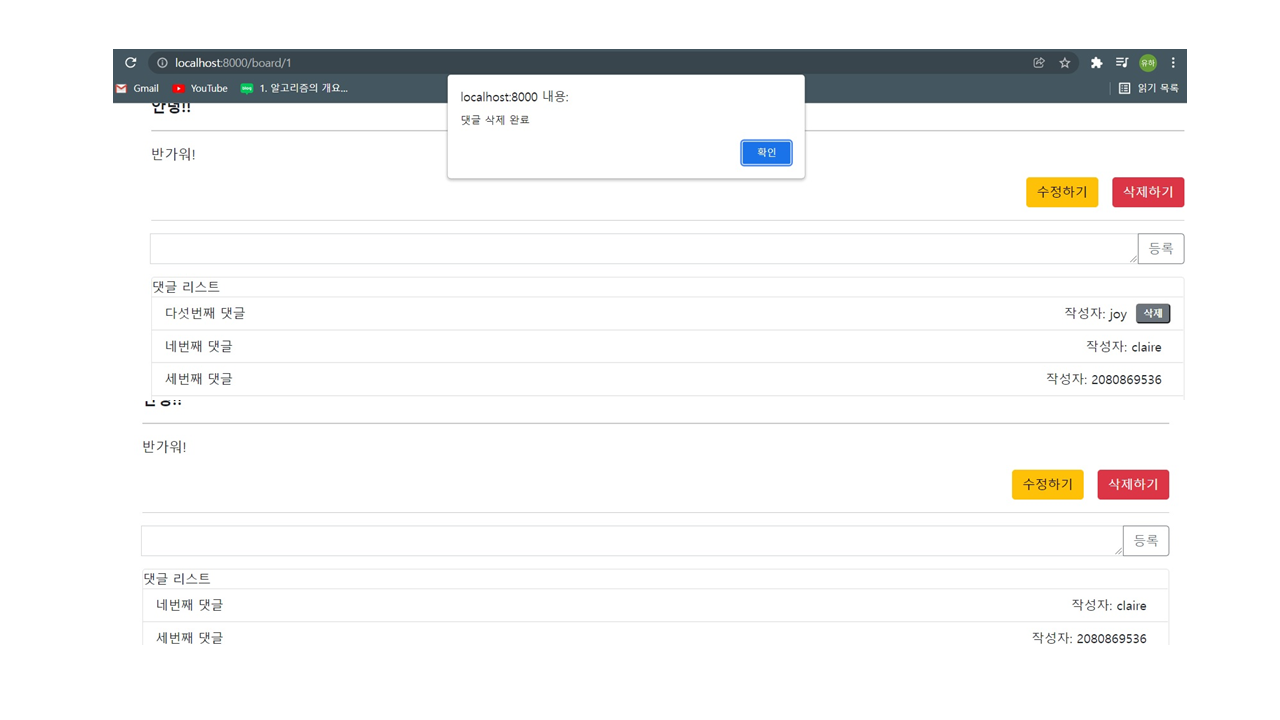 localhost:8000/board/1
유하
Gmail YouTube 1. 알고리즘의 개요... 읽기 목록
localhost:8000 내용:
댓글 삭제 완료
확인
안녕!!
반가워!
수정하기 삭제하기
등록
댓글 리스트
다섯번째 댓글 작성자: joy 삭제
네번째 댓글 작성자: claire
세번째 댓글 작성자: 2080869536
반가워!
수정하기 삭제하기
등록
댓글 리스트
네번째 댓글 작성자: claire
세번째 댓글 작성자: 2080869536